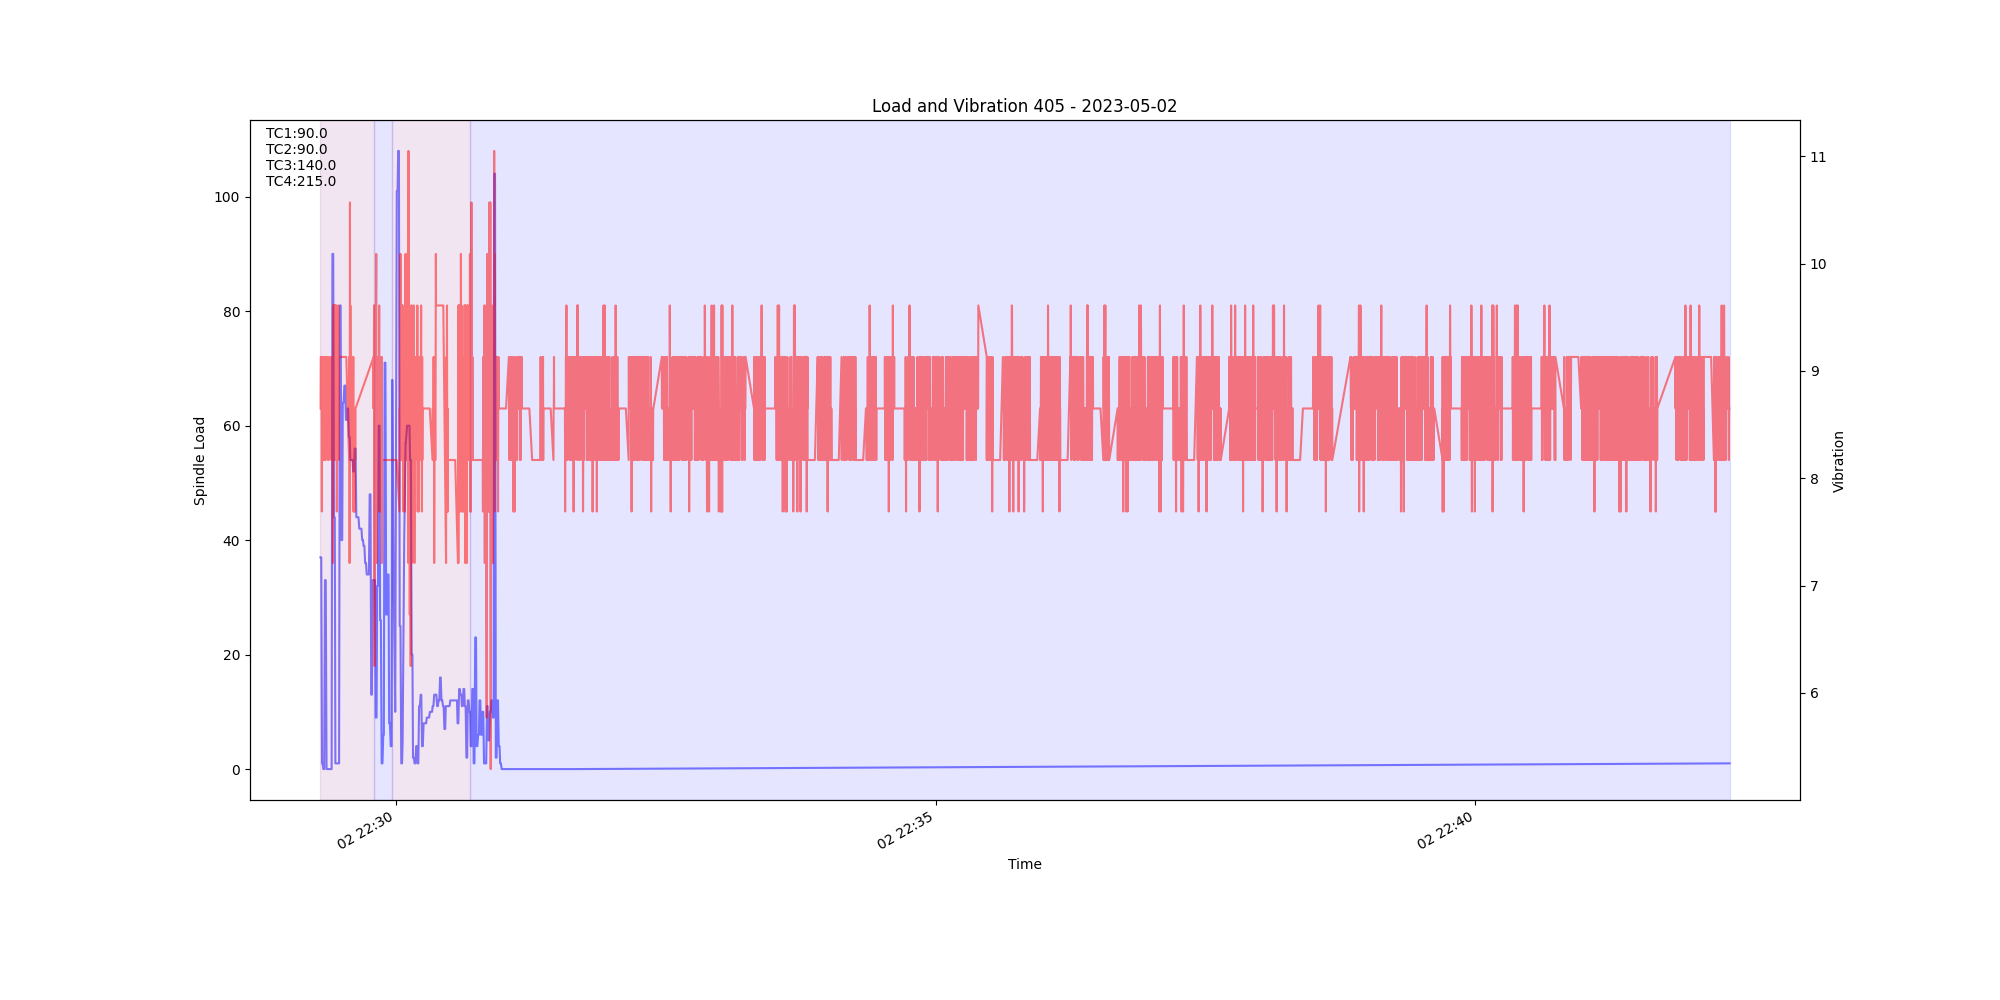 Load and Vibration 405 - 2023-05-02
TC1:90.0
TC2:90.0
TC3:140.0
TC4:215.0
100
80
60
40
20
0
Spindle Load
11
10
9
8
7
6
Vibration
02 22:30
02 22:35
02 22:40
Time